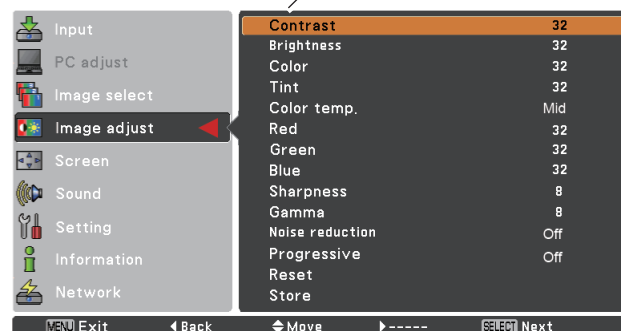 Input
PC adjust
Image select
Image adjust
Screen
Sound
Setting
Information
Network
Contrast 32
Brightness 32
Color 32
Tint 32
Color temp. Mid
Red 32
Green 32
Blue 32
Sharpness 8
Gamma 8
Noise reduction Off
Progressive Off
Reset
Store
MENU Exit Back Move ----- SELECT Next